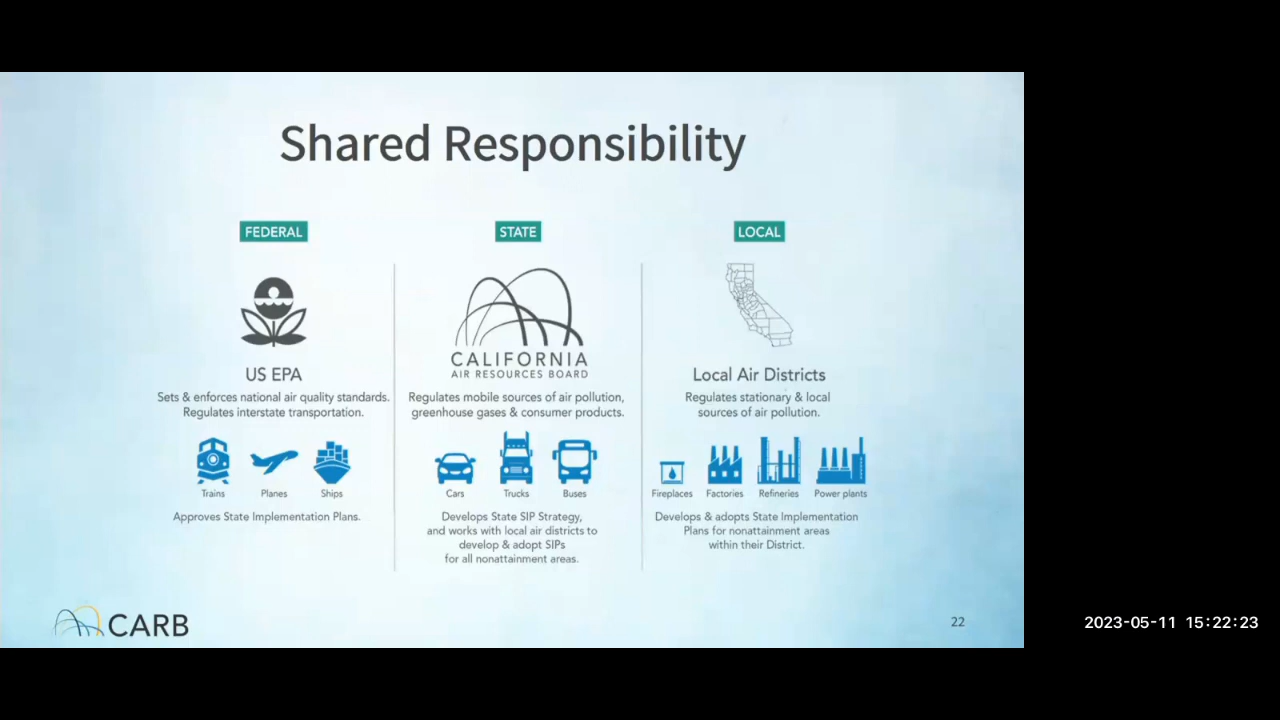 Shared Responsibility
FEDERAL
US EPA
Sets & enforces national air quality standards.
Regulates interstate transportation.
Trains
Planes
Ships
Approves State Implementation Plans.
STATE
CALIFORNIA
AIR RESOURCES BOARD
Regulates mobile sources of air pollution,
greenhouse gases & consumer products.
Cars
Trucks
Buses
Develops State SIP Strategy,
and works with local air districts to
develop & adopt SIPs
for all nonattainment areas.
LOCAL
Local Air Districts
Regulates stationary & local
sources of air pollution.
Fireplaces
Factories
Refineries
Power plants
Develops & adopts State Implementation
Plans for nonattainment areas
within their District.
CARB
22
2023-05-11 15:22:23